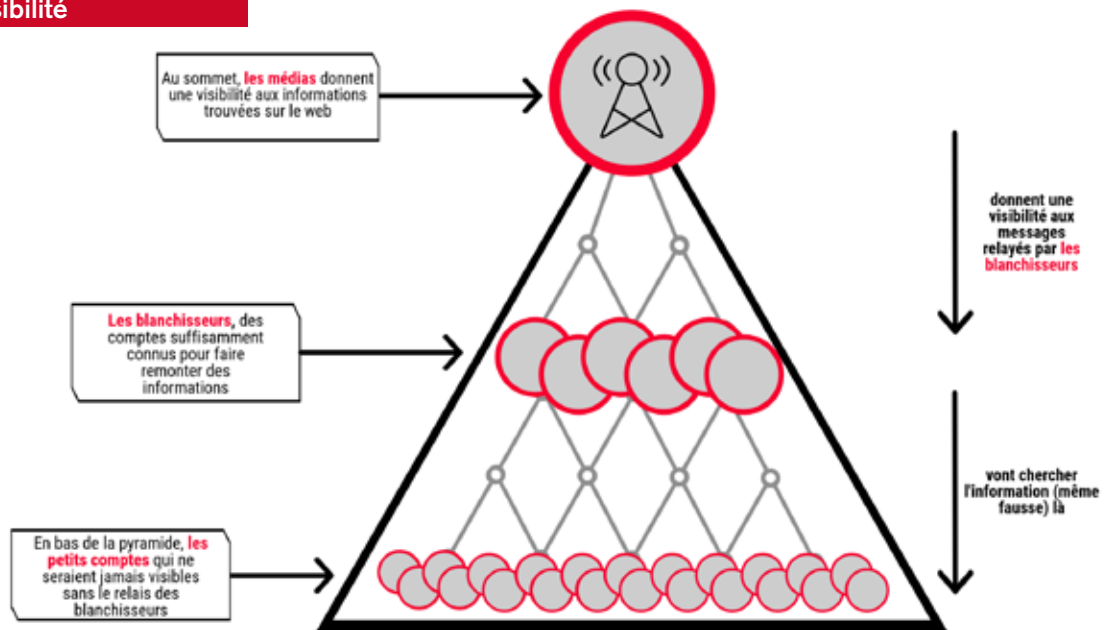 sibilité
Au sommet, les médias donnent
une visibilité aux informations
trouvées sur le web
donnent une
visibilité aux
messages
relayés par les
blanchisseurs
Les blanchisseurs, des
comptes suffisamment
connus pour faire
remonter des
informations
vont chercher
l'information (même
fausse) là
En bas de la pyramide, les
petits comptes qui ne
seraient jamais visibles
sans le relais des
blanchisseurs